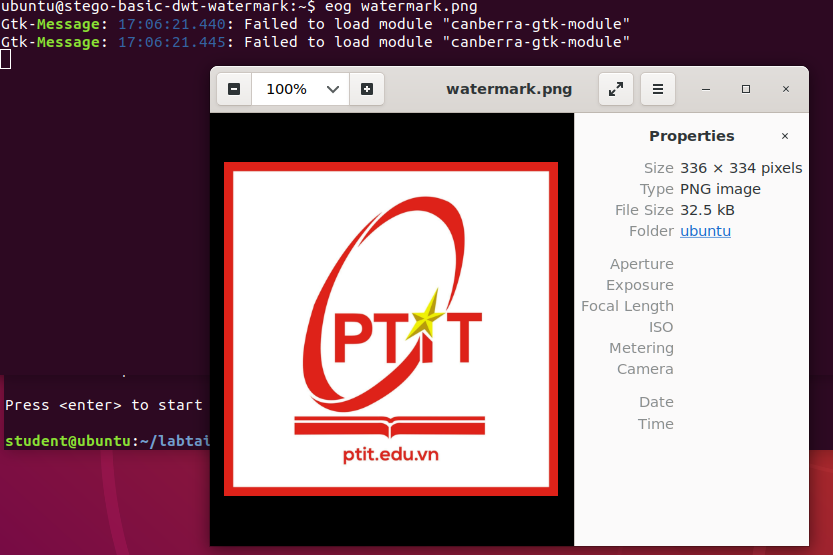 ubuntu@stego-basic-dwt-watermark:~$ eog watermark.png
Gtk-Message: 17:06:21.440: Failed to load module "canberra-gtk-module"
Gtk-Message: 17:06:21.445: Failed to load module "canberra-gtk-module"
100%
watermark.png
Properties
Size 336 × 334 pixels
Type PNG image
File Size 32.5 kB
Folder ubuntu
Aperture
Exposure
Focal Length
ISO
Metering
Camera
Date
Time
PTIT
ptit.edu.vn
Press <enter> to start
student@ubuntu:~/labtai